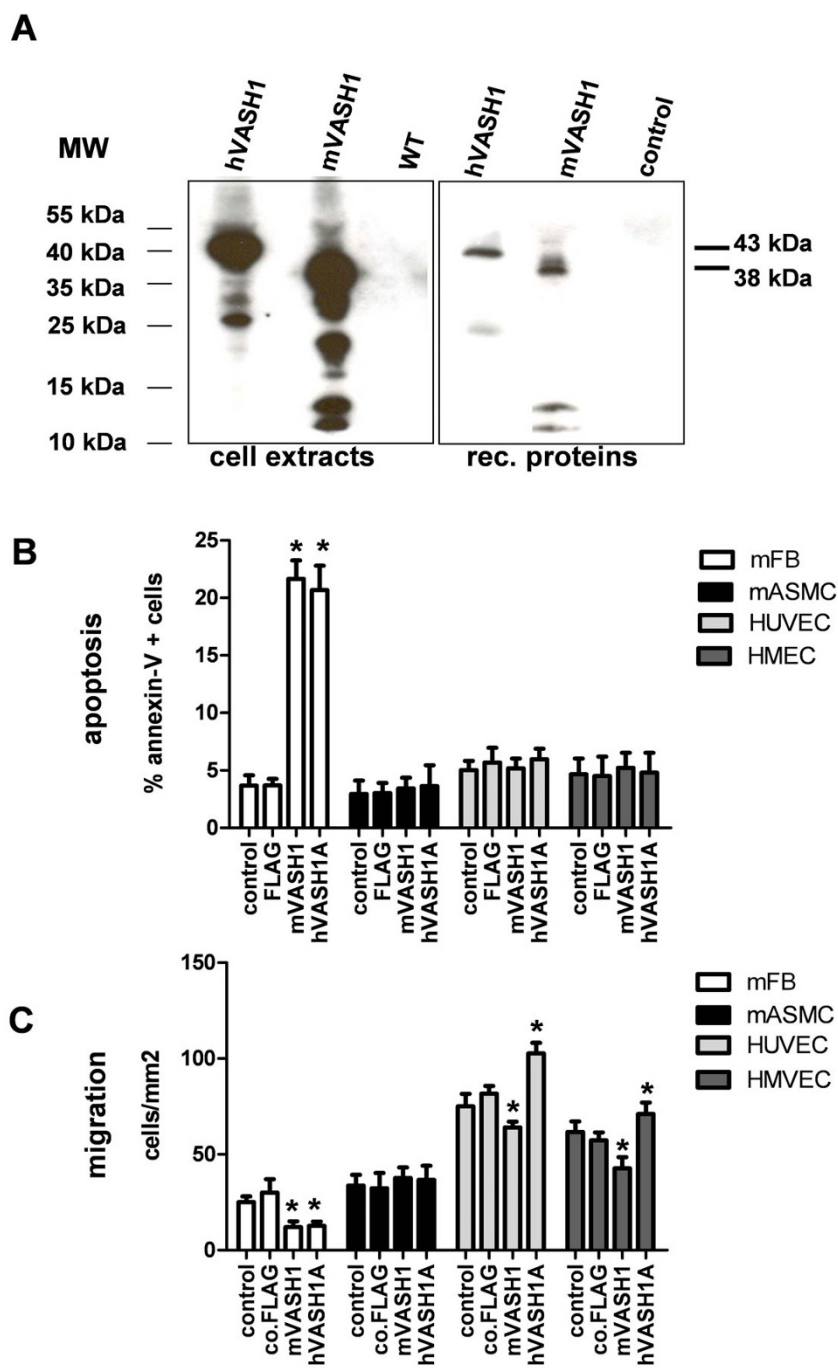 A
MW
hVASH1
mVASH1
WT
hVASH1
mVASH1
control
55 kDa
40 kDa
35 kDa
25 kDa
15 kDa
10 kDa
43 kDa
38 kDa
cell extracts
rec. proteins
B
apoptosis
% annexin-V + cells
25
20
15
10
5
0
* *
control
FLAG
mVASH1
hVASH1A
control
FLAG
mVASH1
hVASH1A
control
FLAG
mVASH1
hVASH1A
control
FLAG
mVASH1
hVASH1A
mFB
mASMC
HUVEC
HMEC
C
migration
cells/mm2
150
100
50
0
* *
*
*
*
*
control
co.FLAG
mVASH1
hVASH1A
control
co.FLAG
mVASH1
hVASH1A
control
co.FLAG
mVASH1
hVASH1A
control
co.FLAG
mVASH1
hVASH1A
mFB
mASMC
HUVEC
HMVEC